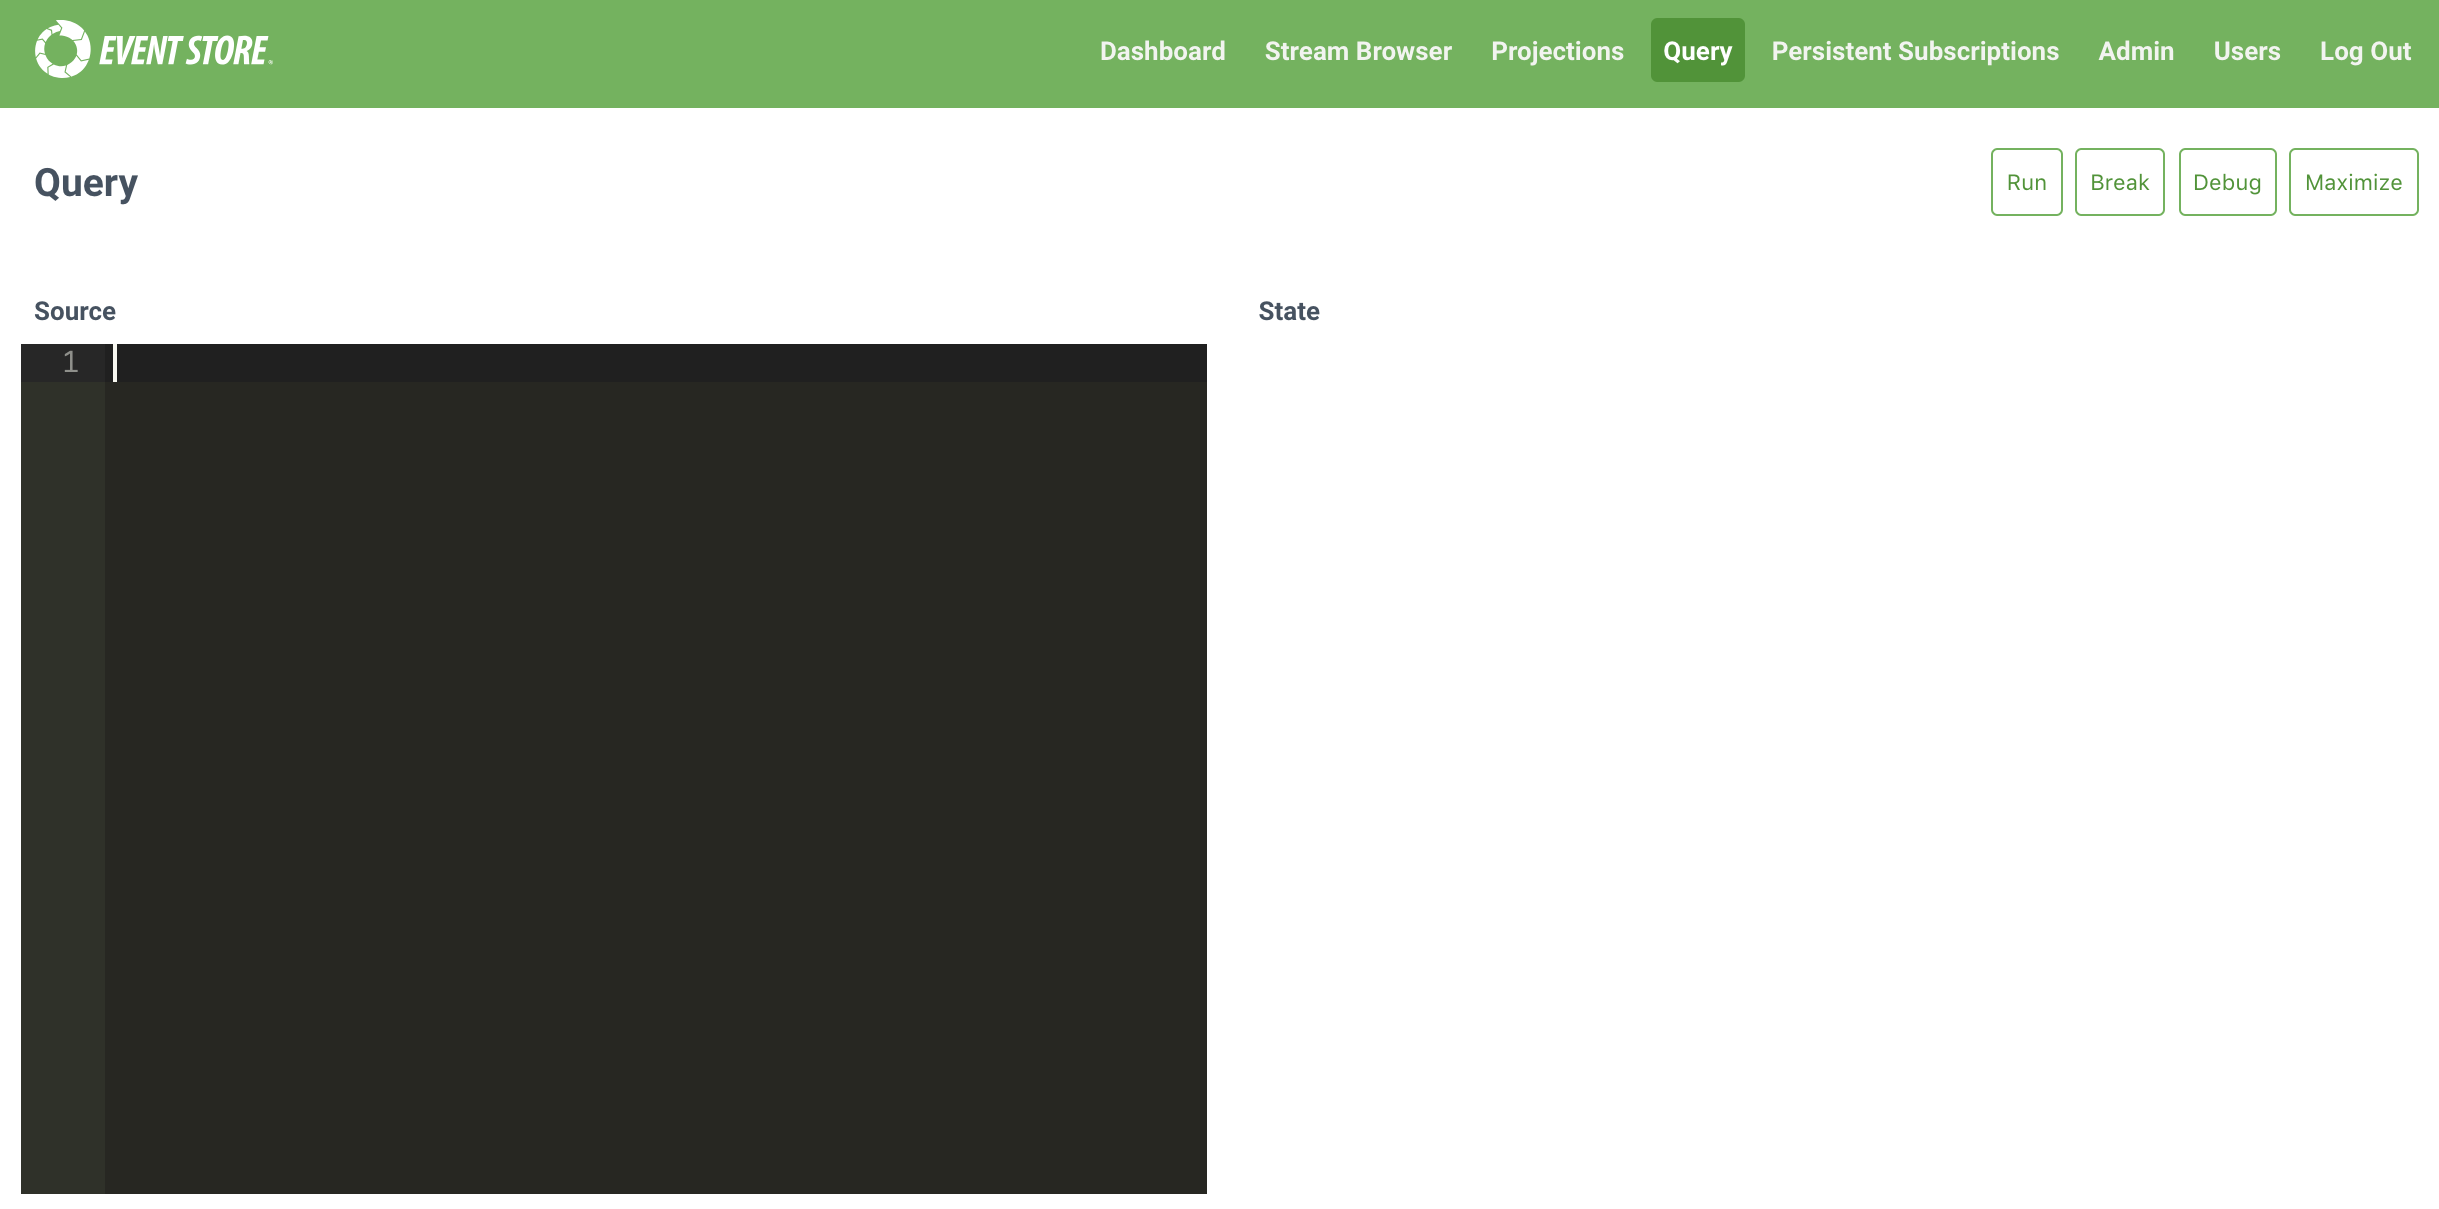 EVENT STORE®
Dashboard Stream Browser Projections Query Persistent Subscriptions Admin Users Log Out
Query
Run Break Debug Maximize
Source State
1